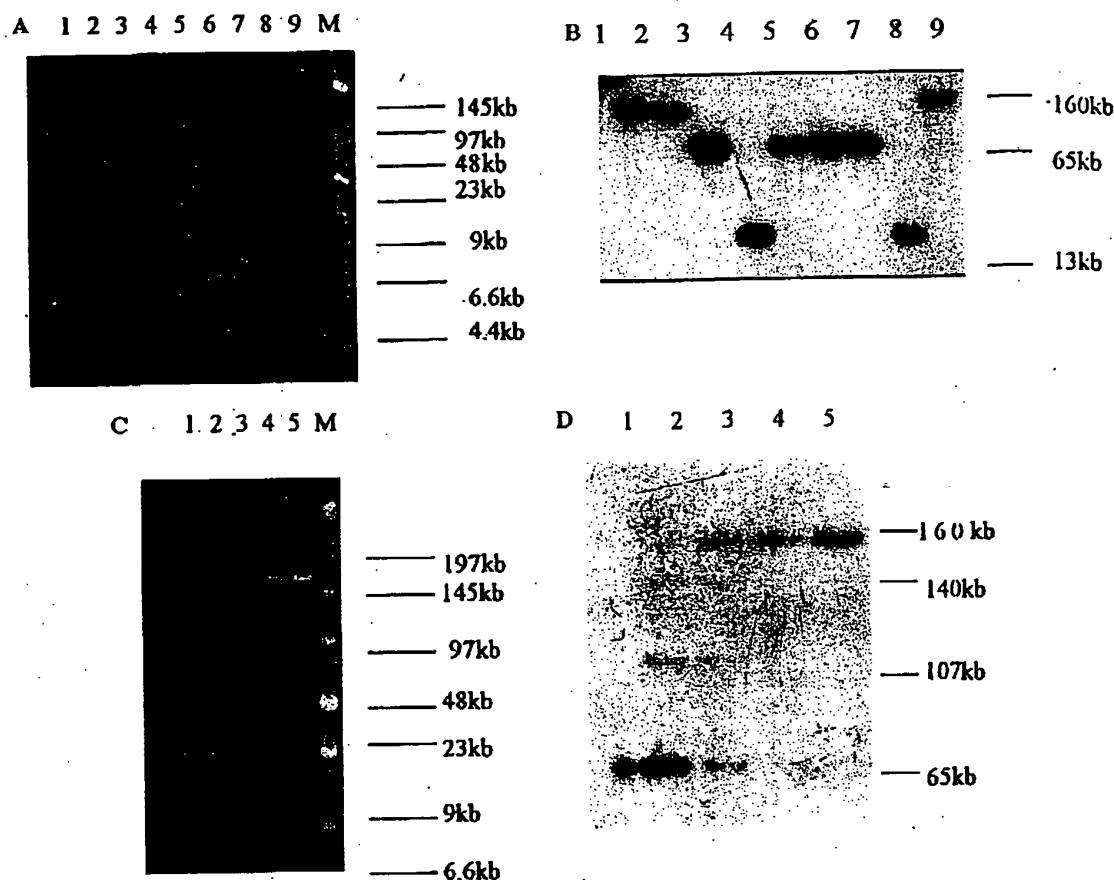 A 1 2 3 4 5 6 7 8 9 M
145kb
97kb
48kb
23kb
9kb
6.6kb
4.4kb
B 1 2 3 4 5 6 7 8 9
160kb
65kb
13kb
C 1 2 3 4 5 M
197kb
145kb
97kb
48kb
23kb
9kb
6.6kb
D 1 2 3 4 5
160 kb
140kb
107kb
65kb